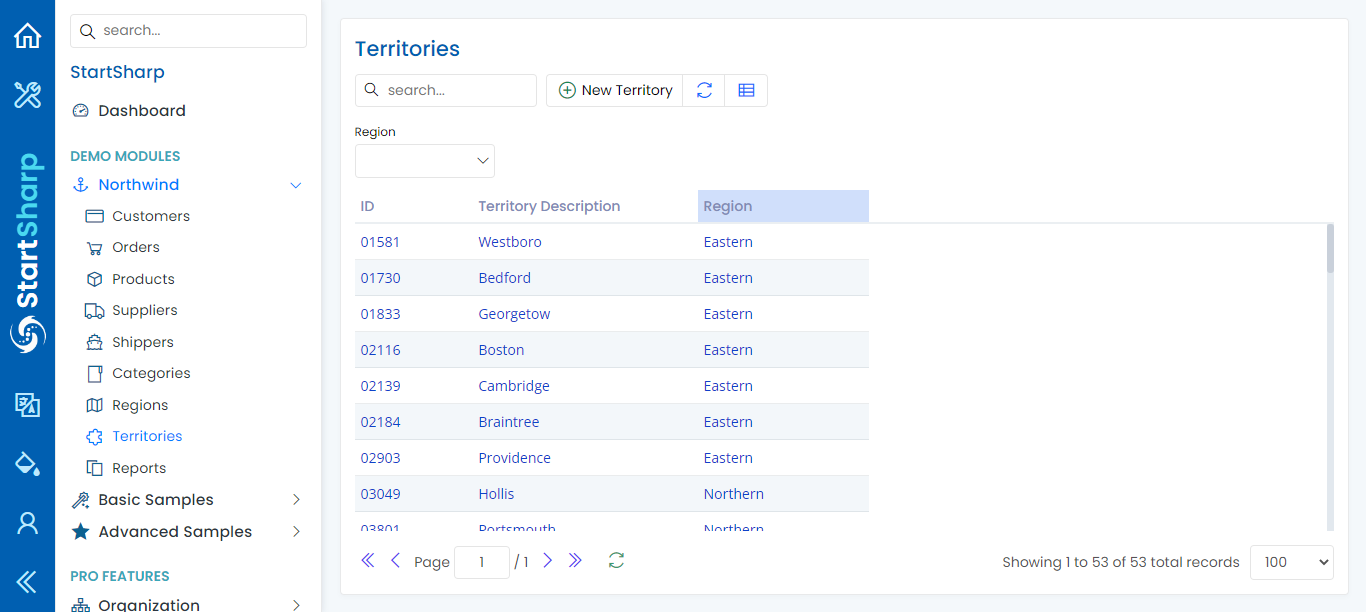 StartSharp
search...
StartSharp
Dashboard
DEMO MODULES
Northwind
Customers
Orders
Products
Suppliers
Shippers
Categories
Regions
Territories
Reports
Basic Samples
Advanced Samples
PRO FEATURES
Organization
Territories
search...
New Territory
Region
ID Territory Description Region
01581 Westboro Eastern
01730 Bedford Eastern
01833 Georgetow Eastern
02116 Boston Eastern
02139 Cambridge Eastern
02184 Braintree Eastern
02903 Providence Eastern
03049 Hollis Northern
03801 Portsmouth Northern
Page 1 / 1
Showing 1 to 53 of 53 total records 100